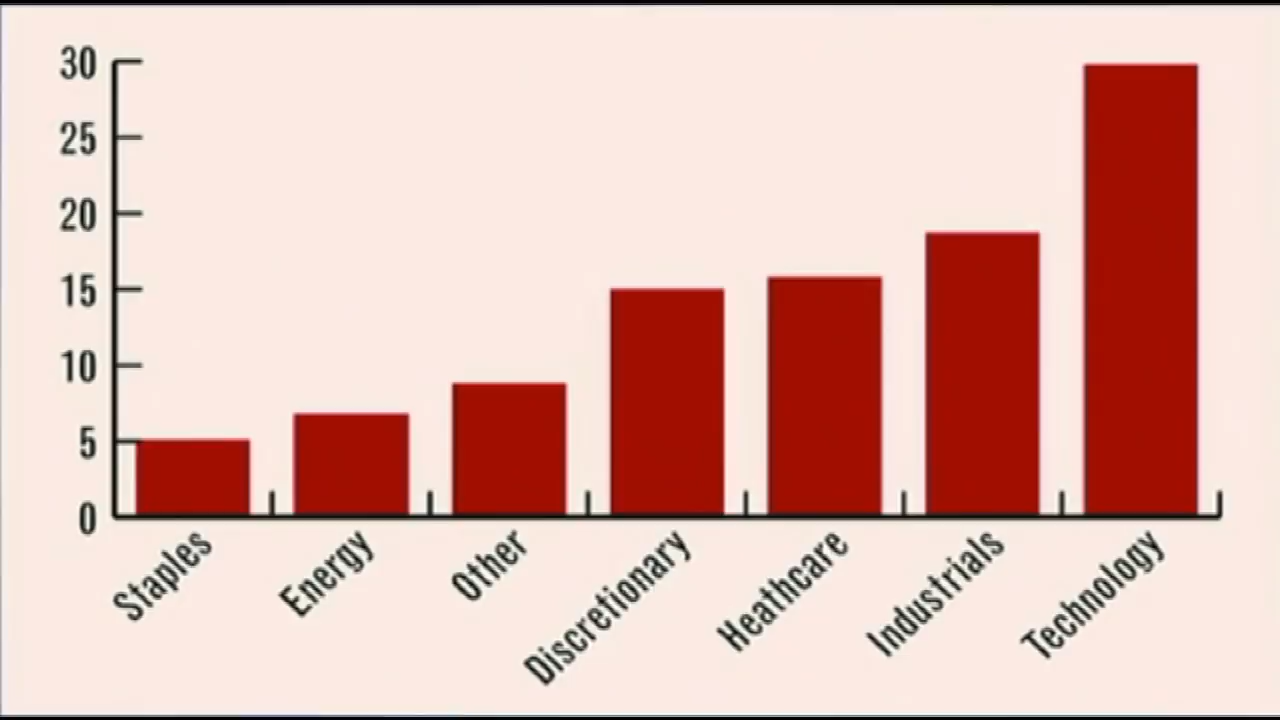 30
25
20
15
10
5
0
Staples
Energy
Other
Discretionary
Heathcare
Industrials
Technology